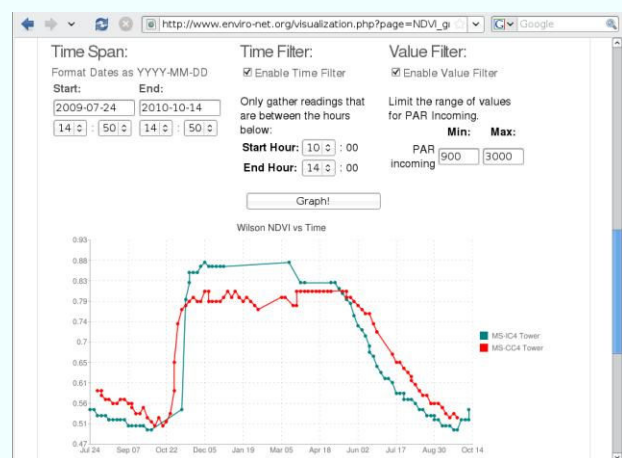 http://www.enviro-net.org/visualization.php?page=NDVI_g
Google
Time Span:
Format Dates as YYYY-MM-DD
Start: End:
2009-07-24 2010-10-14
14 : 50 14 : 50
Time Filter:
Enable Time Filter
Only gather readings that
are between the hours
below:
Start Hour: 10 : 00
End Hour: 14 : 00
Value Filter:
Enable Value Filter
Limit the range of values
for PAR Incoming.
Min: Max:
PAR
incoming 900 3000
Graph!
Wilson NDVI vs Time
0.93
0.88
0.83
0.79
0.74
0.7
0.65
0.61
0.56
0.51
0.47
Jul 24 Sep 07 Oct 22 Dec 05 Jan 19 Mar 05 Apr 18 Jun 02 Jul 17 Aug 30 Oct 14
MS-IC4 Tower
MS-CC4 Tower